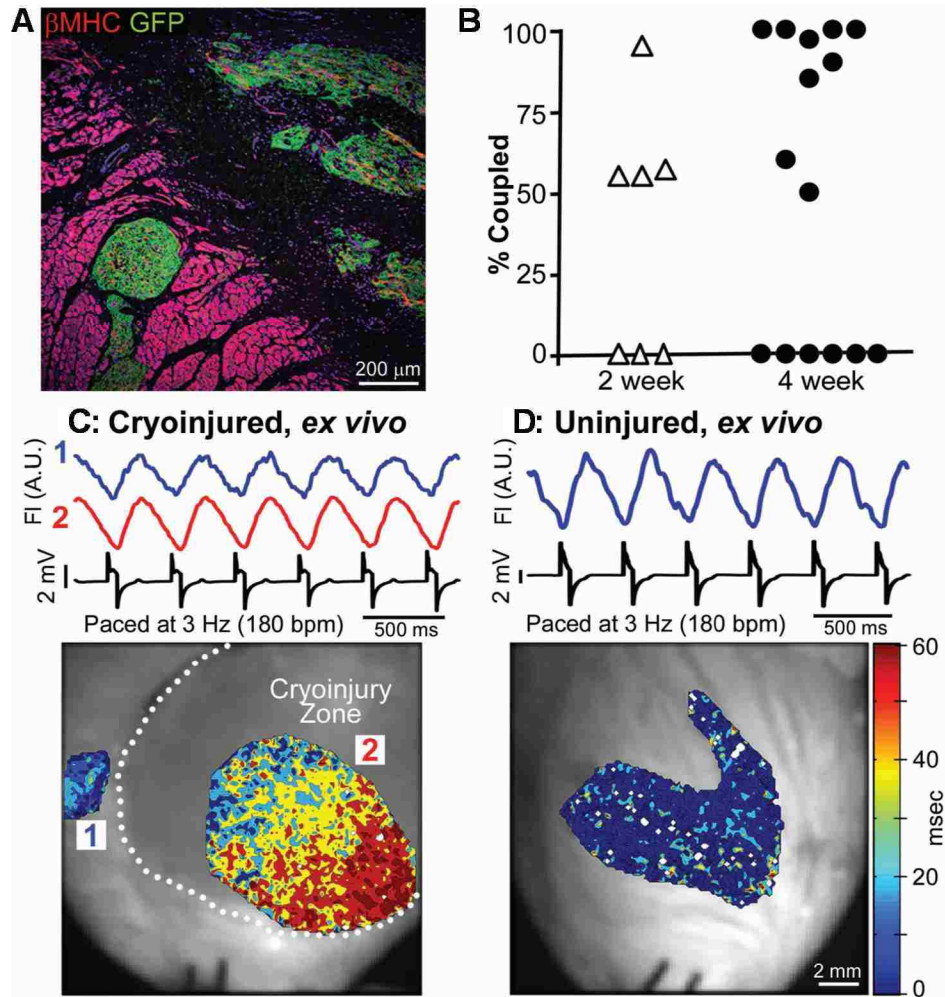 A
βMHC GFP
200 μm
B
% Coupled
100
75
50
25
0
2 week
4 week
C: Cryoinjured, ex vivo
FI (A.U.)
1
2
2 mV
Paced at 3 Hz (180 bpm)
500 ms
Cryoinjury
Zone
2
1
D: Uninjured, ex vivo
FI (A.U.)
2 mV
Paced at 3 Hz (180 bpm)
500 ms
2 mm
60
40
20
0
msec